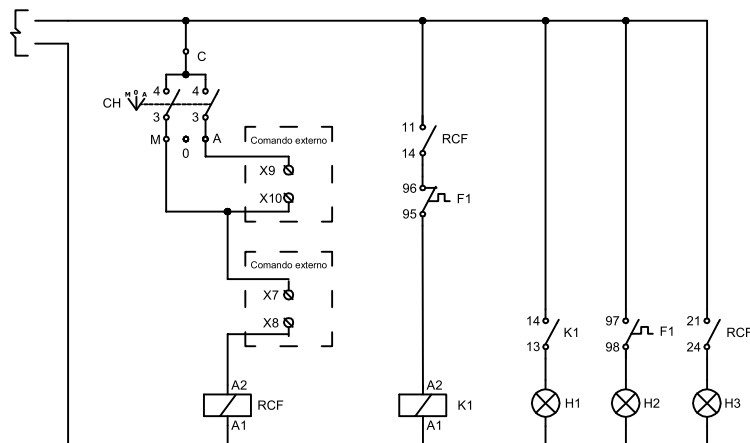 C
M 0 A
CH
4 4
3 3
M A
0
Comando externo
X9
X10
Comando externo
X7
X8
A2
RCF
A1
11
RCF
14
96
F1
95
A2
K1
A1
14
K1
13
H1
97
F1
98
H2
21
RCF
24
H3